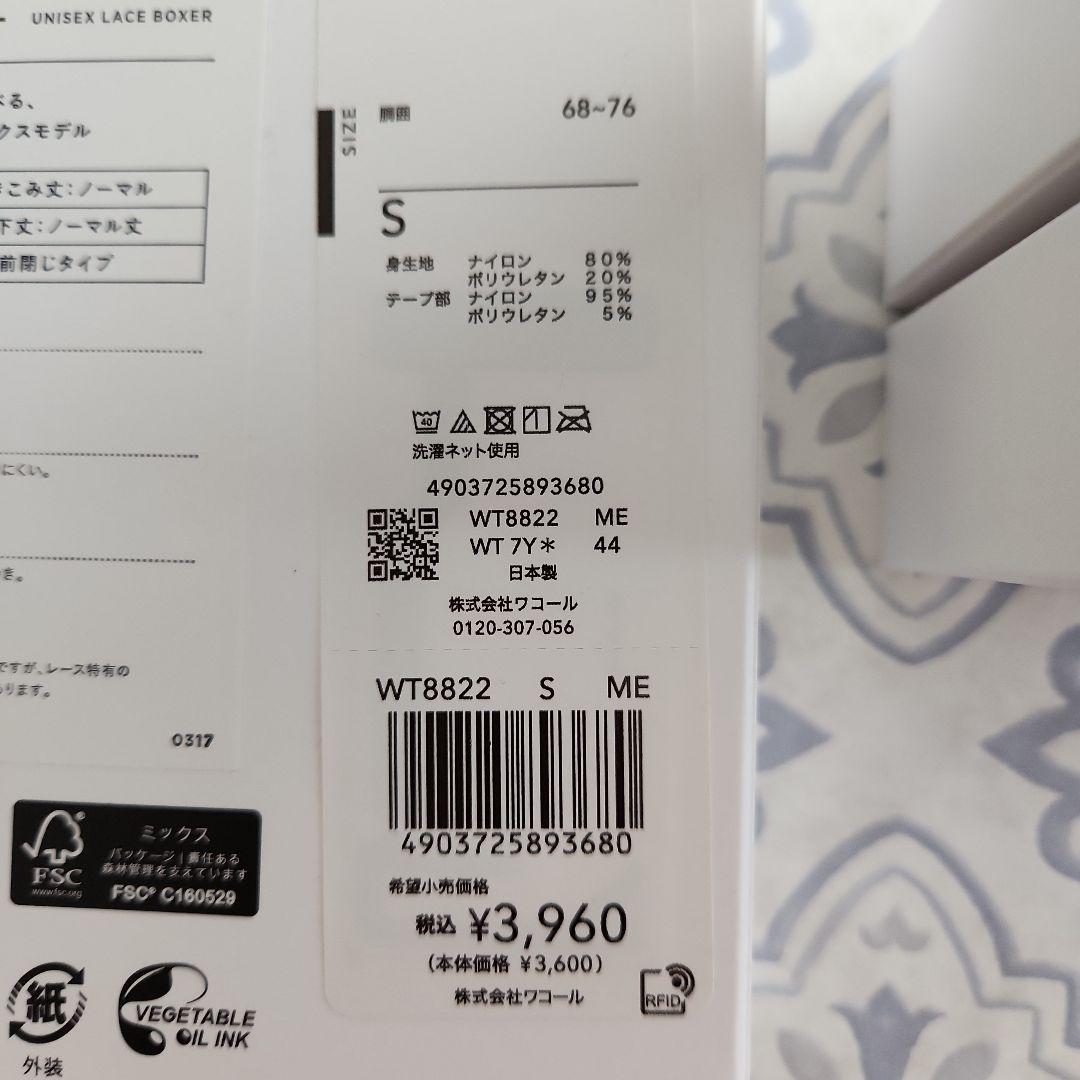 UNISEX LACE BOXER
べる、
クスモデル
きこみ丈:ノーマル
下丈:ノーマル丈
前閉じタイプ
にくい。
き。
ですが、レース特有の
ります。
0317
ミックス
パッケージ|責任ある
森林管理を支えています
FSC
www.fsc.org
FSC® C160529
紙
外装
VEGETABLE
OIL INK
SIZE
胴囲 68~76
S
身生地 ナイロン 80%
ポリウレタン 20%
テープ部 ナイロン 95%
ポリウレタン 5%
40
洗濯ネット使用
4903725893680
WT8822 ME
WT 7Y* 44
日本製
株式会社ワコール
0120-307-056
WT8822 S ME
4903725893680
希望小売価格
税込 ¥3,960
(本体価格 ¥3,600)
株式会社ワコール
RFID